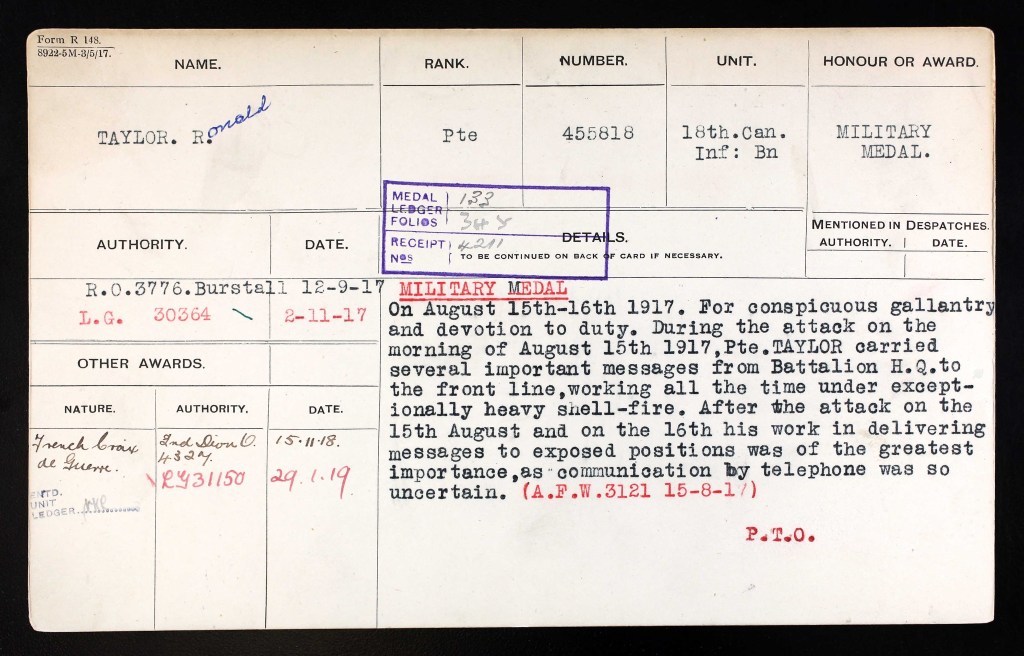 Form R 148.
8922-5M-3/5/17.
NAME.
RANK.
NUMBER.
UNIT.
HONOUR OR AWARD.
TAYLOR. Ronald
Pte
455818
18th.Can.
Inf: Bn
MILITARY
MEDAL.
MEDAL
LEDGER
FOLIOS
133
RECEIPT
Nos
4211
AUTHORITY.
DATE.
DETAILS.
TO BE CONTINUED ON BACK OF CARD IF NECESSARY.
MENTIONED IN DESPATCHES.
AUTHORITY.
DATE.
R.O.3776.Burstall 12-9-17
L.G. 30364
2-11-17
MILITARY MEDAL
On August 15th-16th 1917. For conspicuous gallantry
and devotion to duty. During the attack on the
morning of August 15th 1917,Pte.TAYLOR carried
several important messages from Battalion H.Q.to
the front line,working all the time under except-
ionally heavy shell-fire. After the attack on the
15th August and on the 16th his work in delivering
messages to exposed positions was of the greatest
importance,as communication by telephone was so
uncertain. (A.F.W.3121 15-8-17)
P.T.O.
OTHER AWARDS.
NATURE.
AUTHORITY.
DATE.
French Croix
de Guerre.
2nd Divn O.
4327
15.11.18.
31150
29.1.19
ENTD.
UNIT
LEDGER